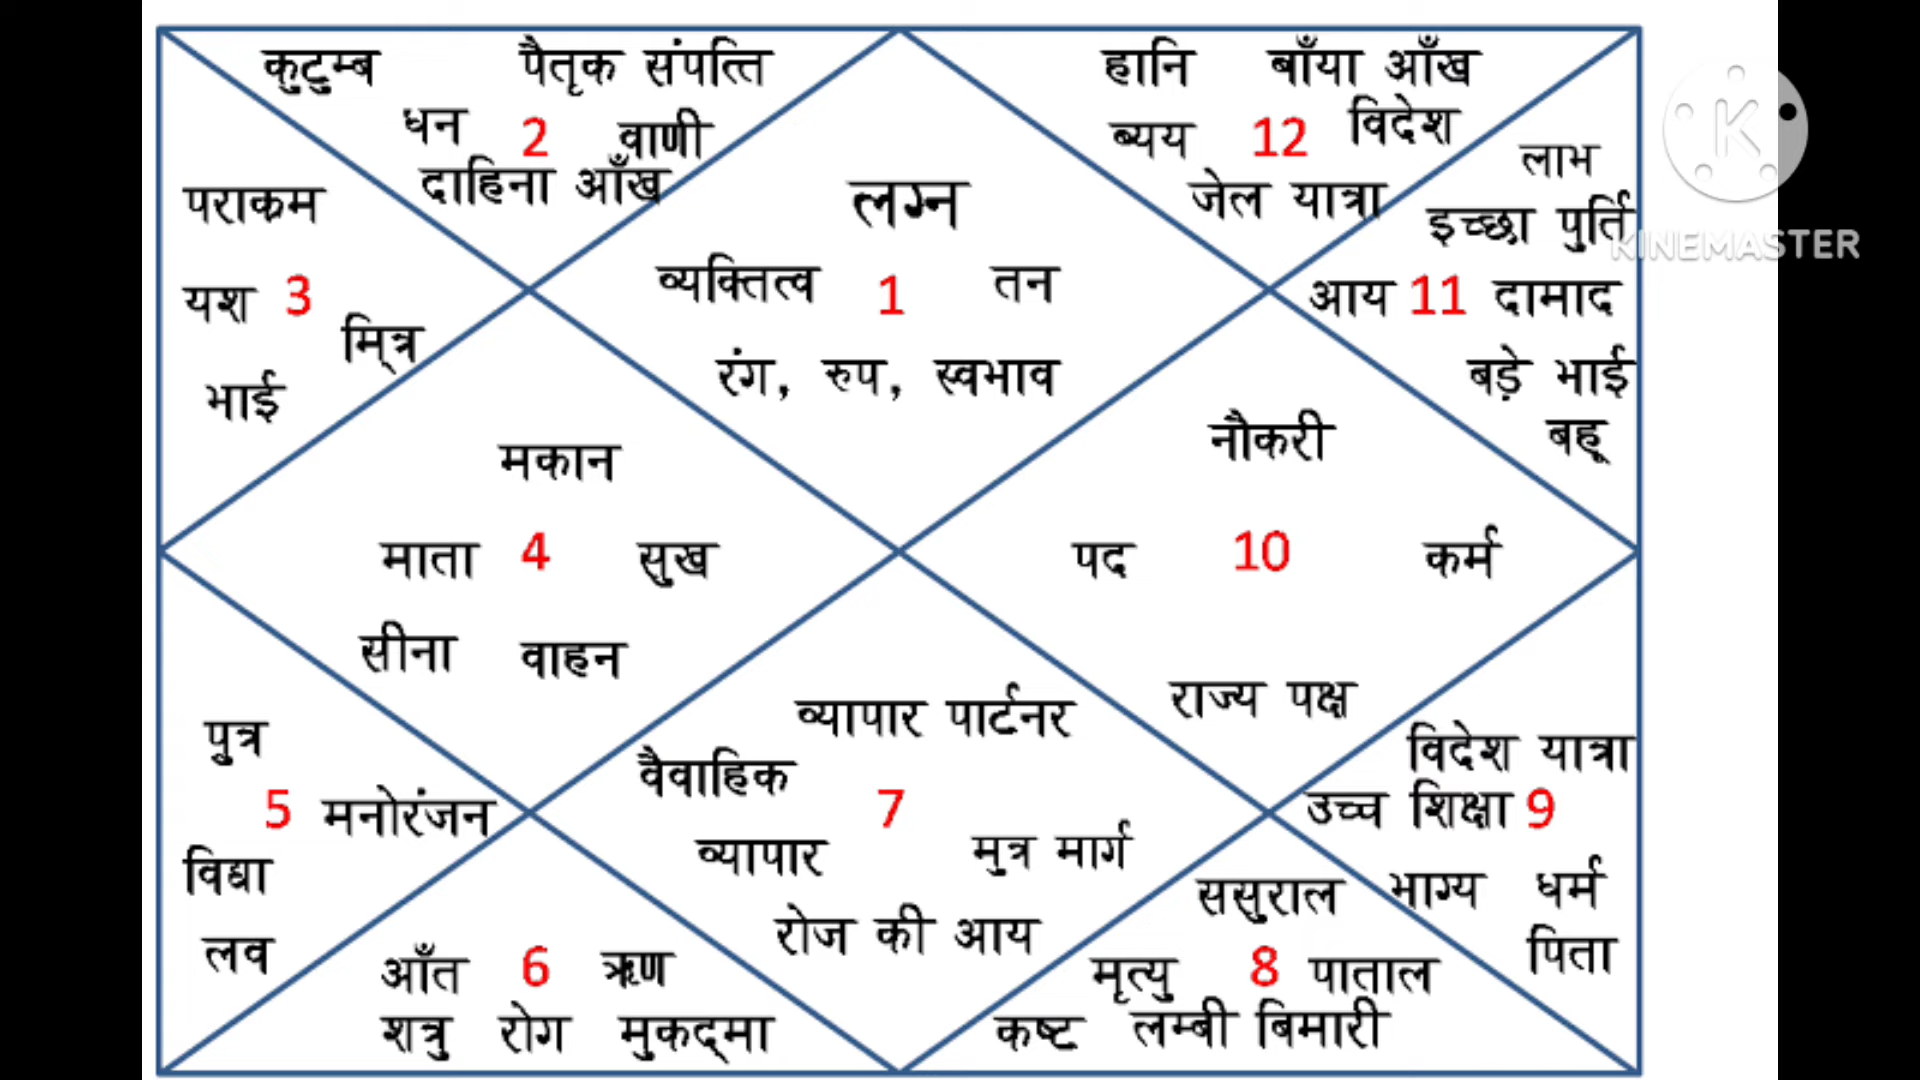 कुटुम्ब पैतृक संपत्ति
धन 2 वाणी
दाहिना आँख
हानि बाँया आँख
ब्यय 12 विदेश
जेल यात्रा
लग्न
व्यक्तित्व 1 तन
रंग, रुप, स्वभाव
पराक्रम
यश 3 मित्र
भाई
लाभ
इच्छा पुर्ति
आय 11 दामाद
बड़े भाई
बहू
मकान
माता 4 सुख
सीना वाहन
नौकरी
पद 10 कर्म
राज्य पक्ष
पुत्र
5 मनोरंजन
विद्या
लव
व्यापार पार्टनर
वैवाहिक 7
व्यापार मुत्र मार्ग
रोज की आय
विदेश यात्रा
उच्च शिक्षा 9
भाग्य धर्म
पिता
आँत 6 ऋण
शत्रु रोग मुकद्मा
ससुराल
मृत्यु 8 पाताल
कष्ट लम्बी बिमारी
K
KINEMASTER